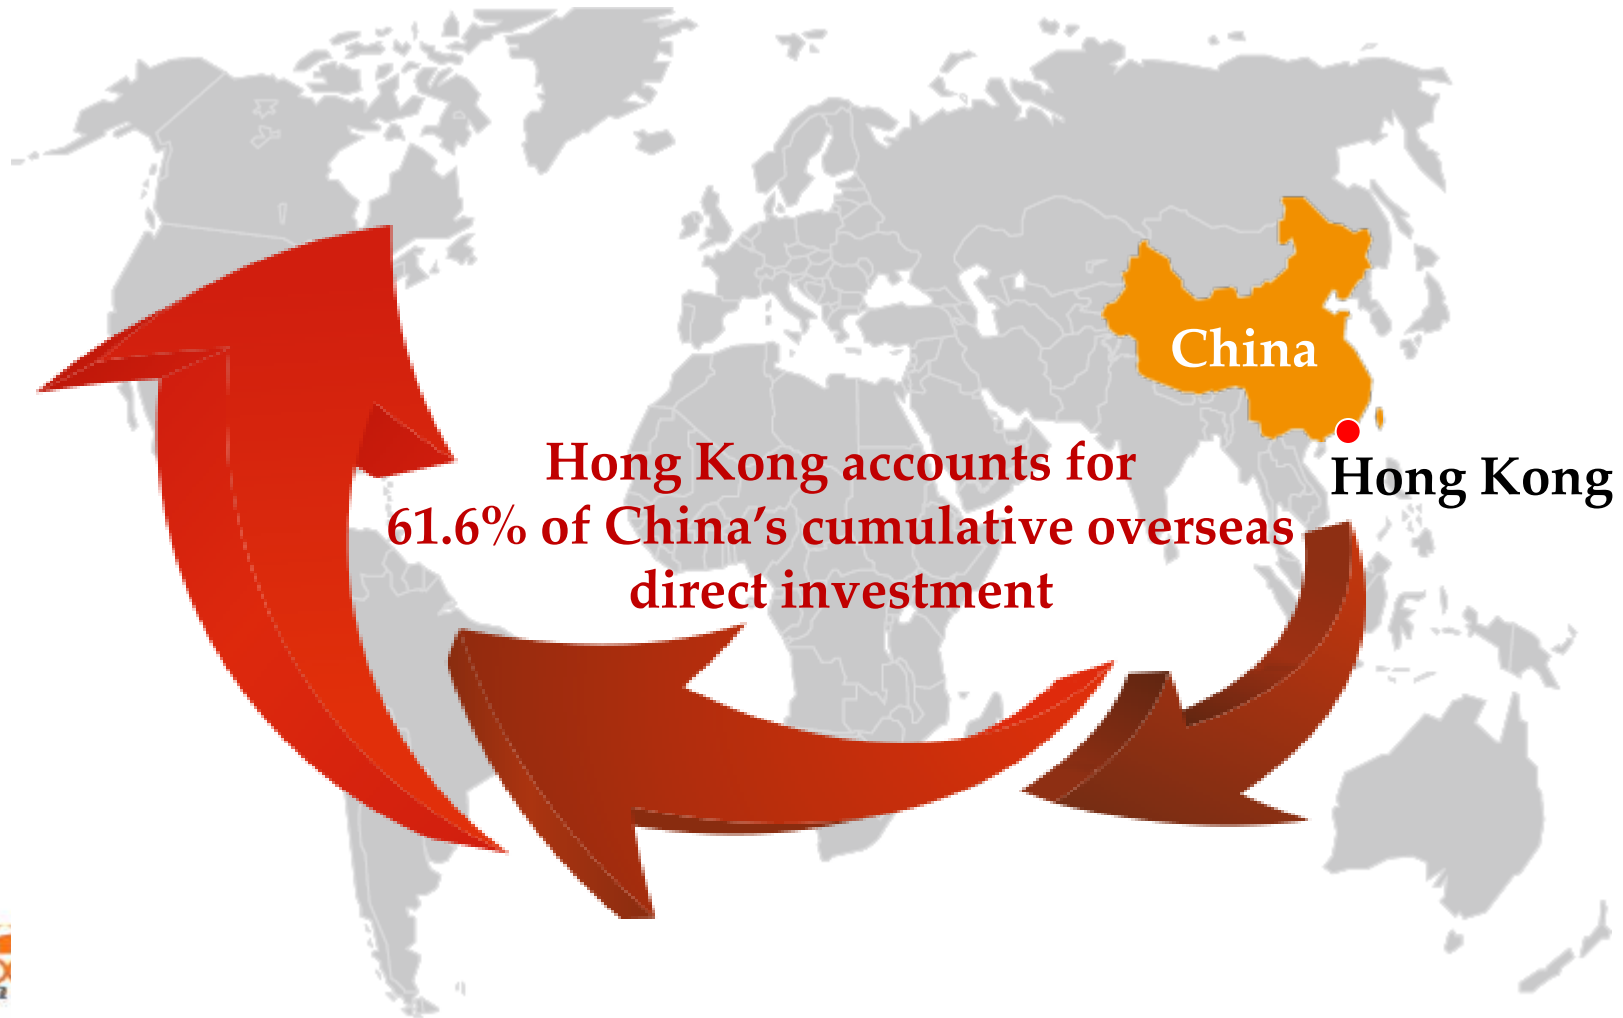 China
Hong Kong accounts for
Hong Kong
61.6% of China's cumulative overseas
direct investment